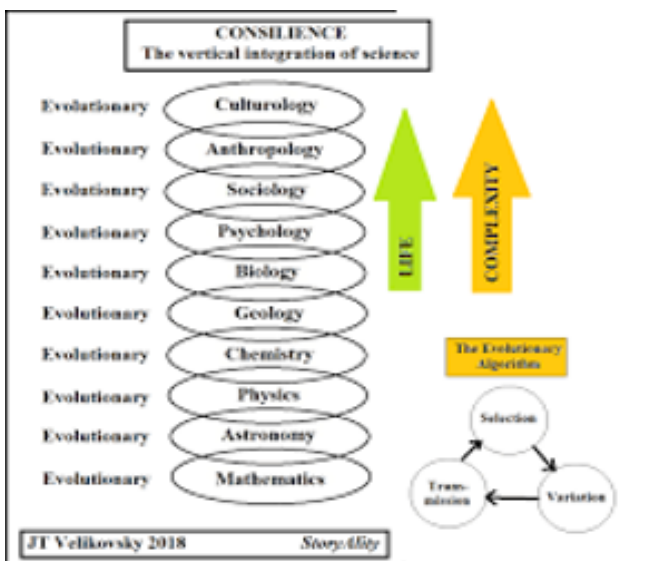 CONSILIENCE
The vertical integration of science
Evolutionary Culturology
Evolutionary Anthropology
Evolutionary Sociology
Evolutionary Psychology
Evolutionary Biology
Evolutionary Geology
Evolutionary Chemistry
Evolutionary Physics
Evolutionary Astronomy
Evolutionary Mathematics
LIFE
COMPLEXITY
The Evolutionary
Algorithm
Selection
Trans-
mission
Variation
JT Velikovsky 2018 StoryAlity